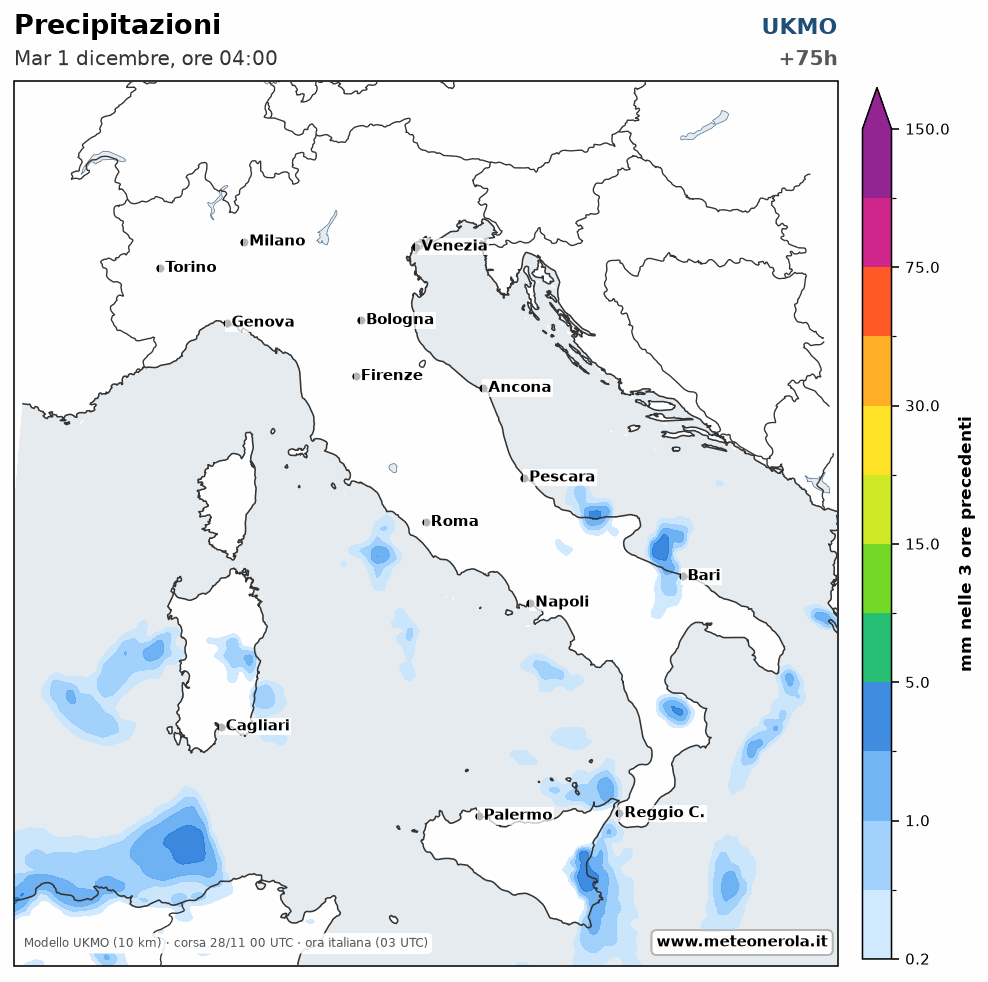 Precipitazioni
UKMO
Mar 1 dicembre, ore 04:00
+75h
150.0
75.0
30.0
15.0
5.0
1.0
0.2
mm nelle 3 ore precedenti
Milano
Venezia
Torino
Genova
Bologna
Firenze
Ancona
Pescara
Roma
Bari
Napoli
Cagliari
Palermo
Reggio C.
Modello UKMO (10 km) · corsa 28/11 00 UTC · ora italiana (03 UTC)
www.meteonerola.it